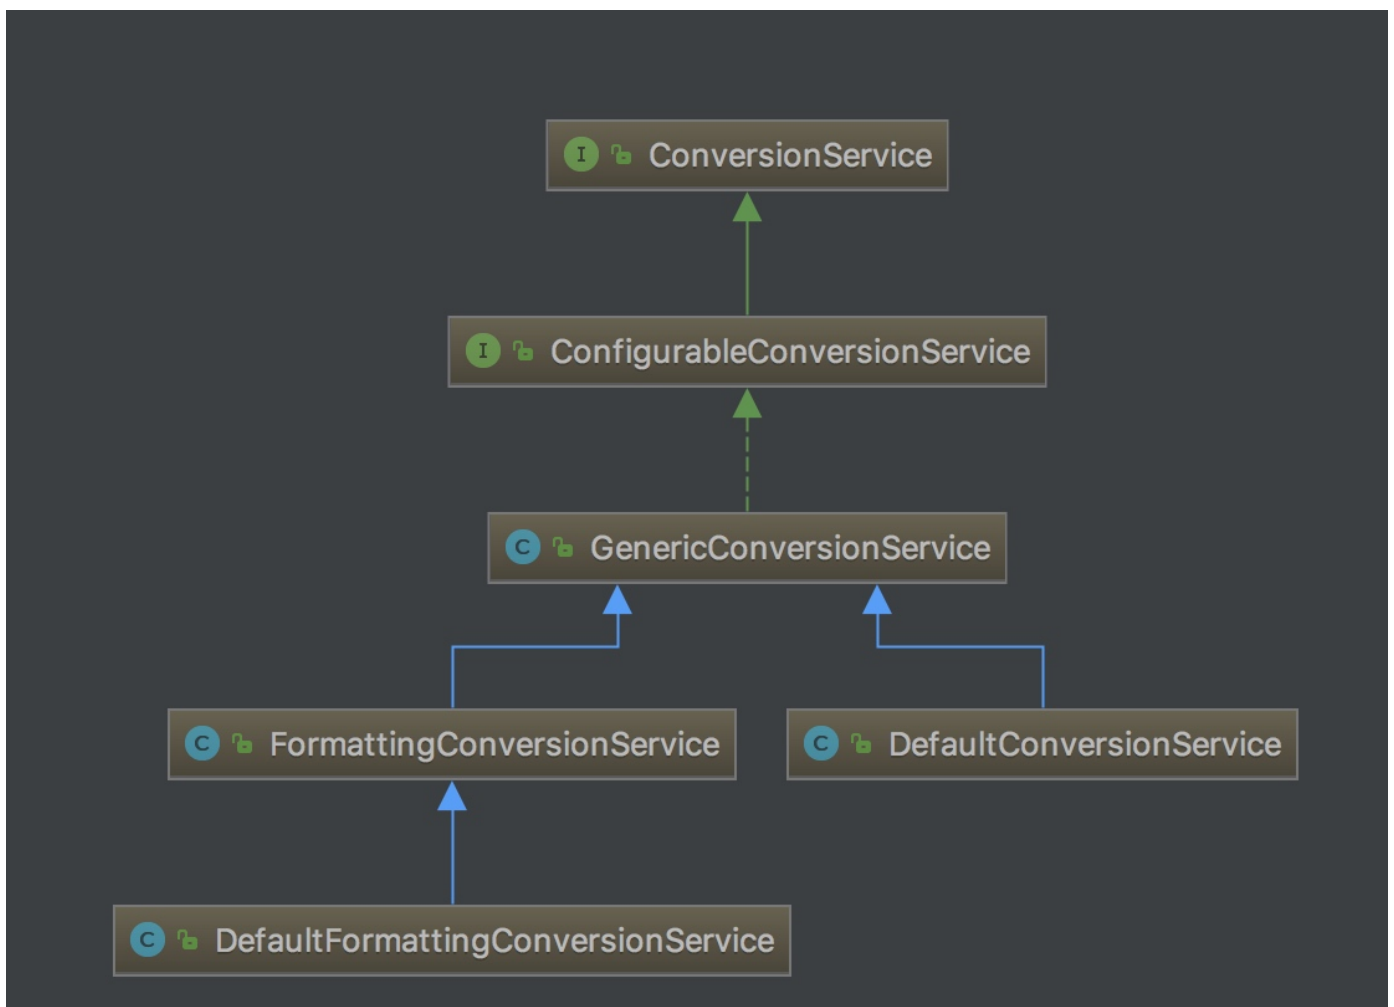 I ConversionService
I ConfigurableConversionService
C GenericConversionService
C FormattingConversionService
C DefaultConversionService
C DefaultFormattingConversionService